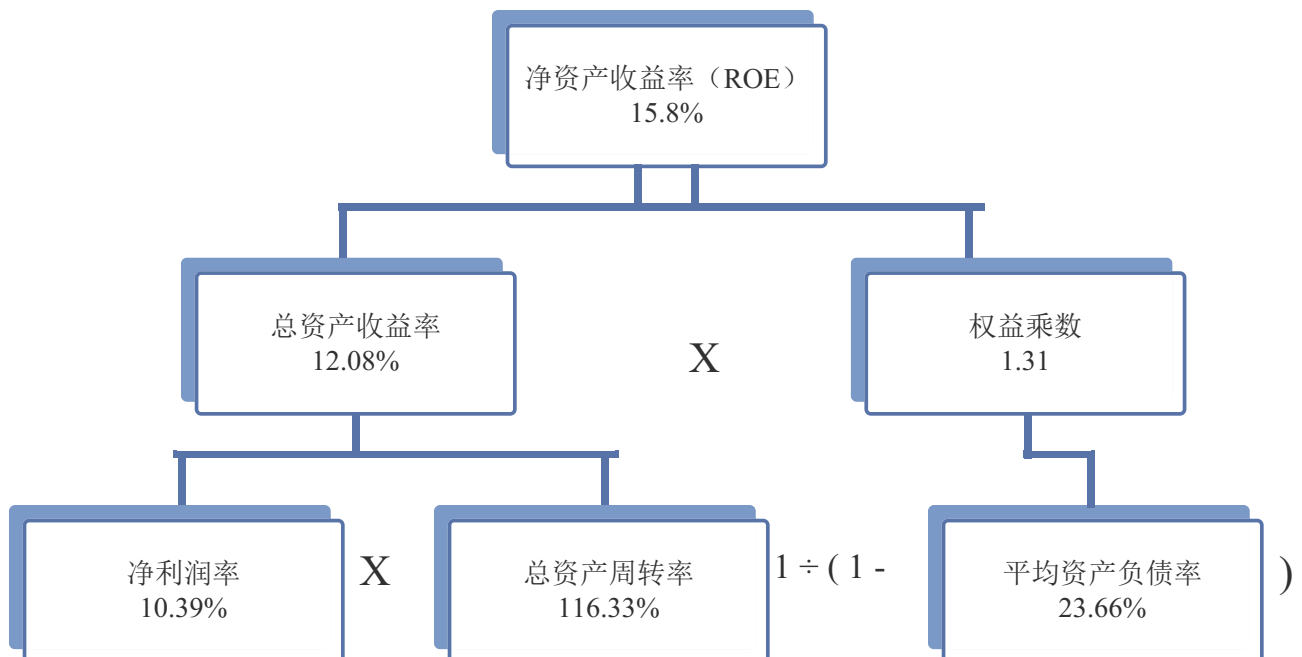 净资产收益率（ROE）
15.8%
总资产收益率
12.08%
X
权益乘数
1.31
净利润率
10.39%
X
总资产周转率
116.33%
1 ÷ ( 1 -
平均资产负债率
23.66%
)